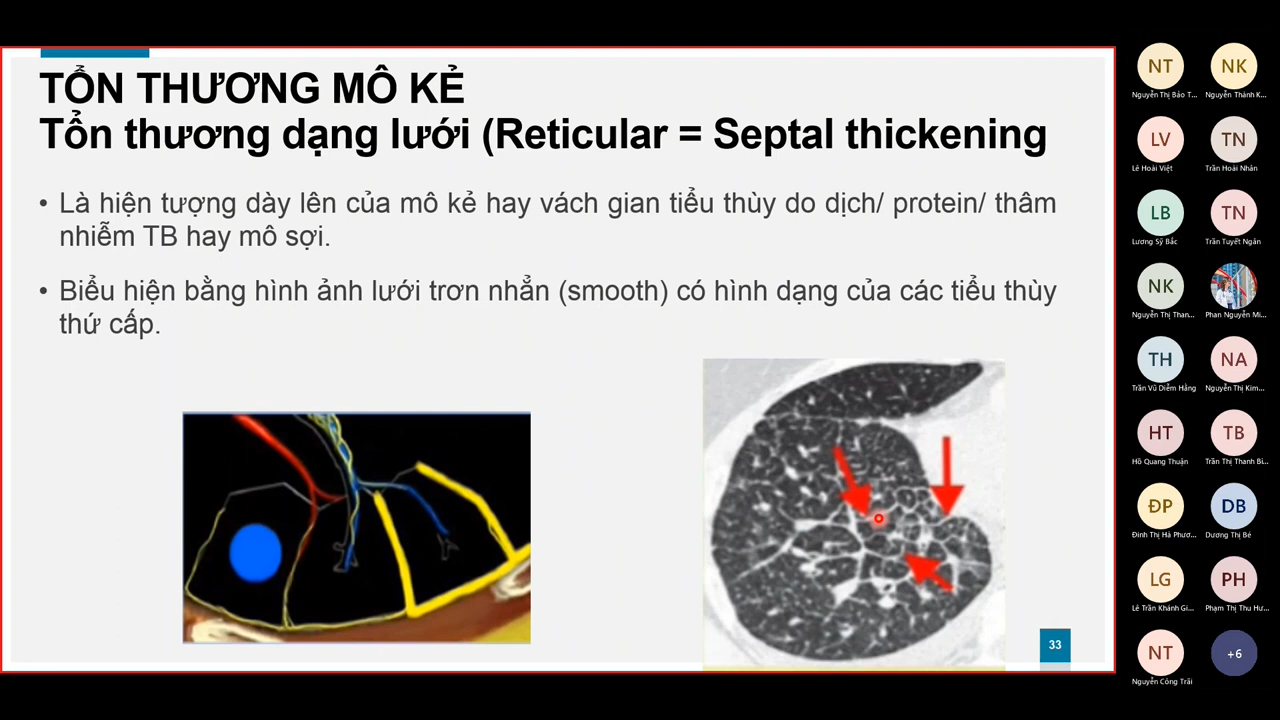 TỔN THƯƠNG MÔ KẺ
Tổn thương dạng lưới (Reticular = Septal thickening
• Là hiện tượng dày lên của mô kẻ hay vách gian tiểu thùy do dịch/ protein/ thâm
nhiễm TB hay mô sợi.
• Biểu hiện bằng hình ảnh lưới trơn nhẵn (smooth) có hình dạng của các tiểu thùy
thứ cấp.
33
NT
NK
Nguyễn Thị Bảo T...
Nguyễn Thánh K...
LV
TN
Lê Hoài Việt
Trần Hoài Nhân
LB
TN
Lương Sỹ Bắc
Trần Tuyết Ngân
NK
Nguyễn Thị Than...
Phan Nguyễn Mi...
TH
NA
Trần Vũ Diễm Hằng
Nguyễn Thị Kim...
HT
TB
Hồ Quang Thuận
Trần Thị Thanh Bì...
ĐP
DB
Đinh Thị Hà Phươ...
Dương Thị Bé
LG
PH
Lê Trần Khánh Gi...
Phạm Thị Thu Hư...
NT
+6
Nguyễn Công Trãi